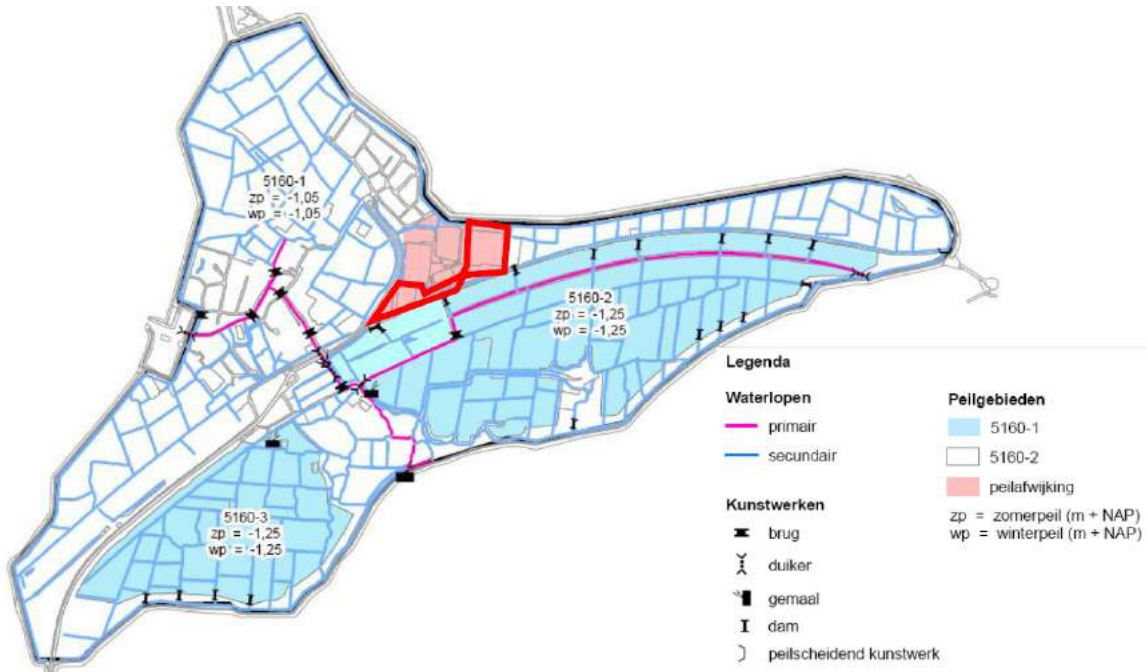 5160-1
zp = -1,05
wp = -1,05
5160-2
zp = -1,25
wp = -1,25
5160-3
zp = -1,25
wp = -1,25
Legenda
Waterlopen
primair
secundair
Kunstwerken
brug
duiker
gemaal
dam
peilscheidend kunstwerk
Peilgebieden
5160-1
5160-2
peilafwijking
zp = zomerpeil (m + NAP)
wp = winterpeil (m + NAP)